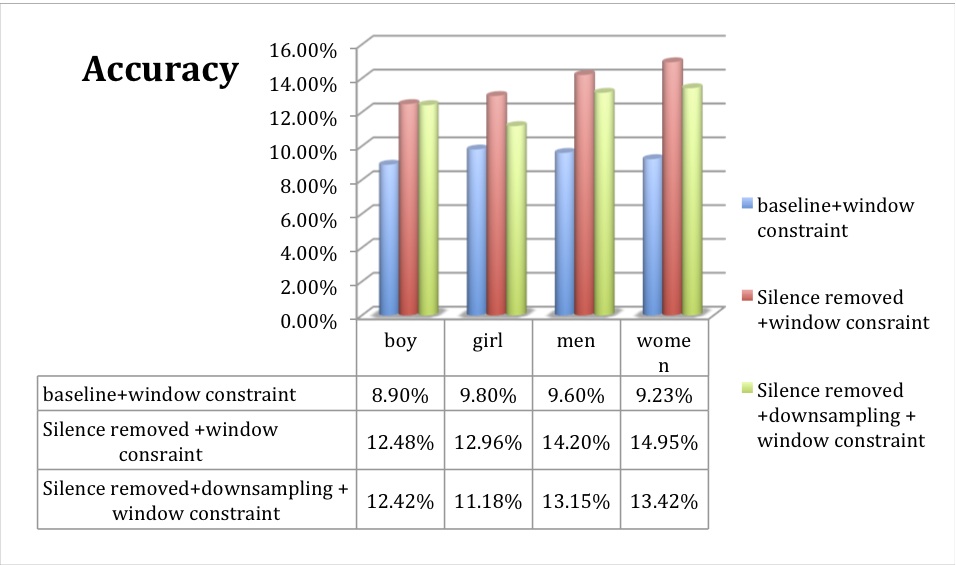 Accuracy
16.00%
14.00%
12.00%
10.00%
8.00%
6.00%
4.00%
2.00%
0.00%
boy girl men wome
n
baseline+window constraint 8.90% 9.80% 9.60% 9.23%
Silence removed +window
consraint 12.48% 12.96% 14.20% 14.95%
Silence removed+downsampling +
window constraint 12.42% 11.18% 13.15% 13.42%
baseline+window
constraint
Silence removed
+window consraint
Silence removed
+downsampling +
window constraint